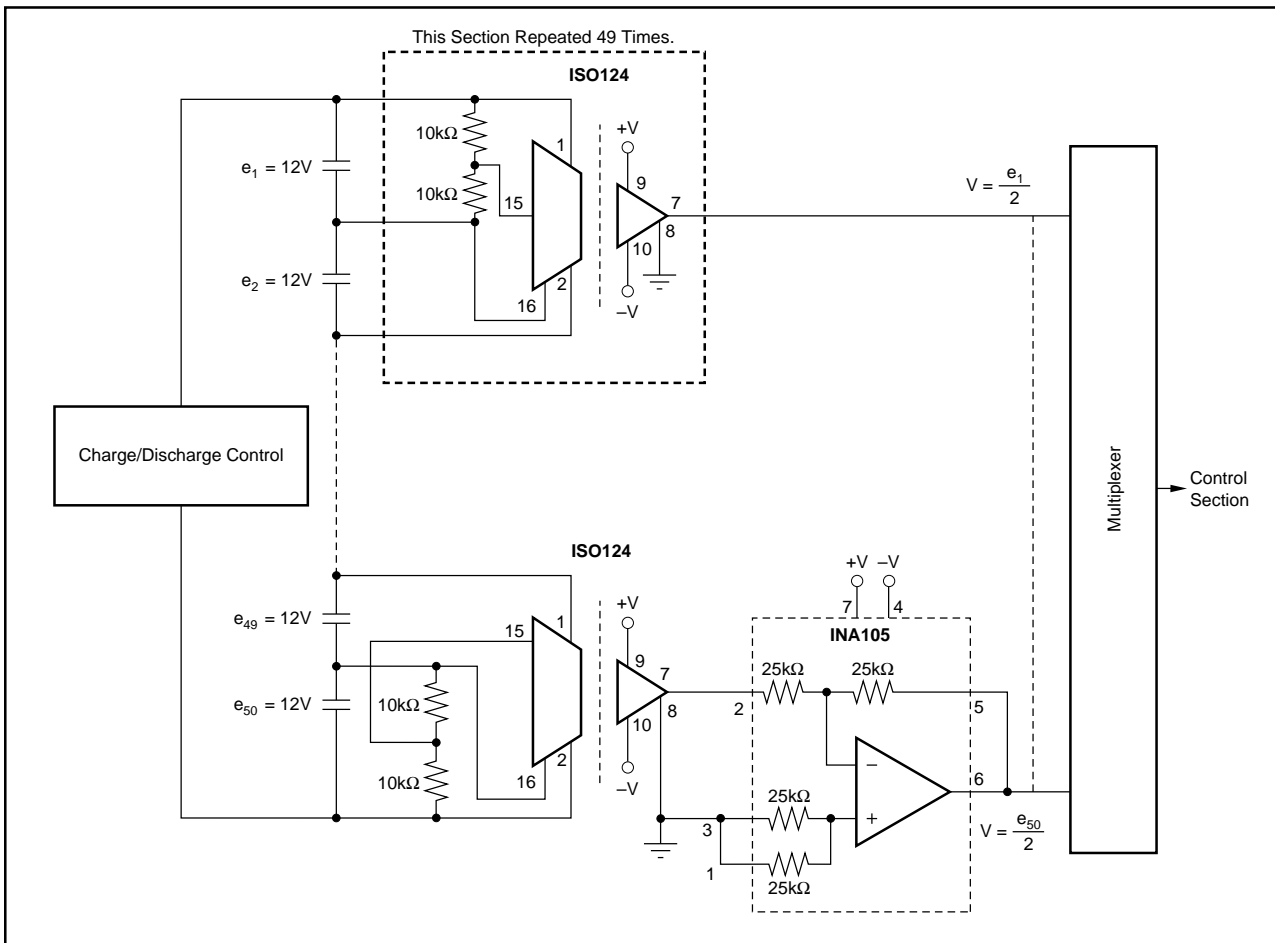 This Section Repeated 49 Times.
ISO124
10kΩ
10kΩ
1
15
2
16
+V
9
7
8
10
–V
e1 = 12V
e2 = 12V
V = e1/2
Charge/Discharge Control
Multiplexer
Control
Section
ISO124
e49 = 12V
e50 = 12V
15
1
10kΩ
10kΩ
2
16
+V
9
7
8
10
–V
+V –V
7 4
INA105
25kΩ 25kΩ
2
5
–
6
25kΩ
+
3
1
25kΩ
V = e50/2